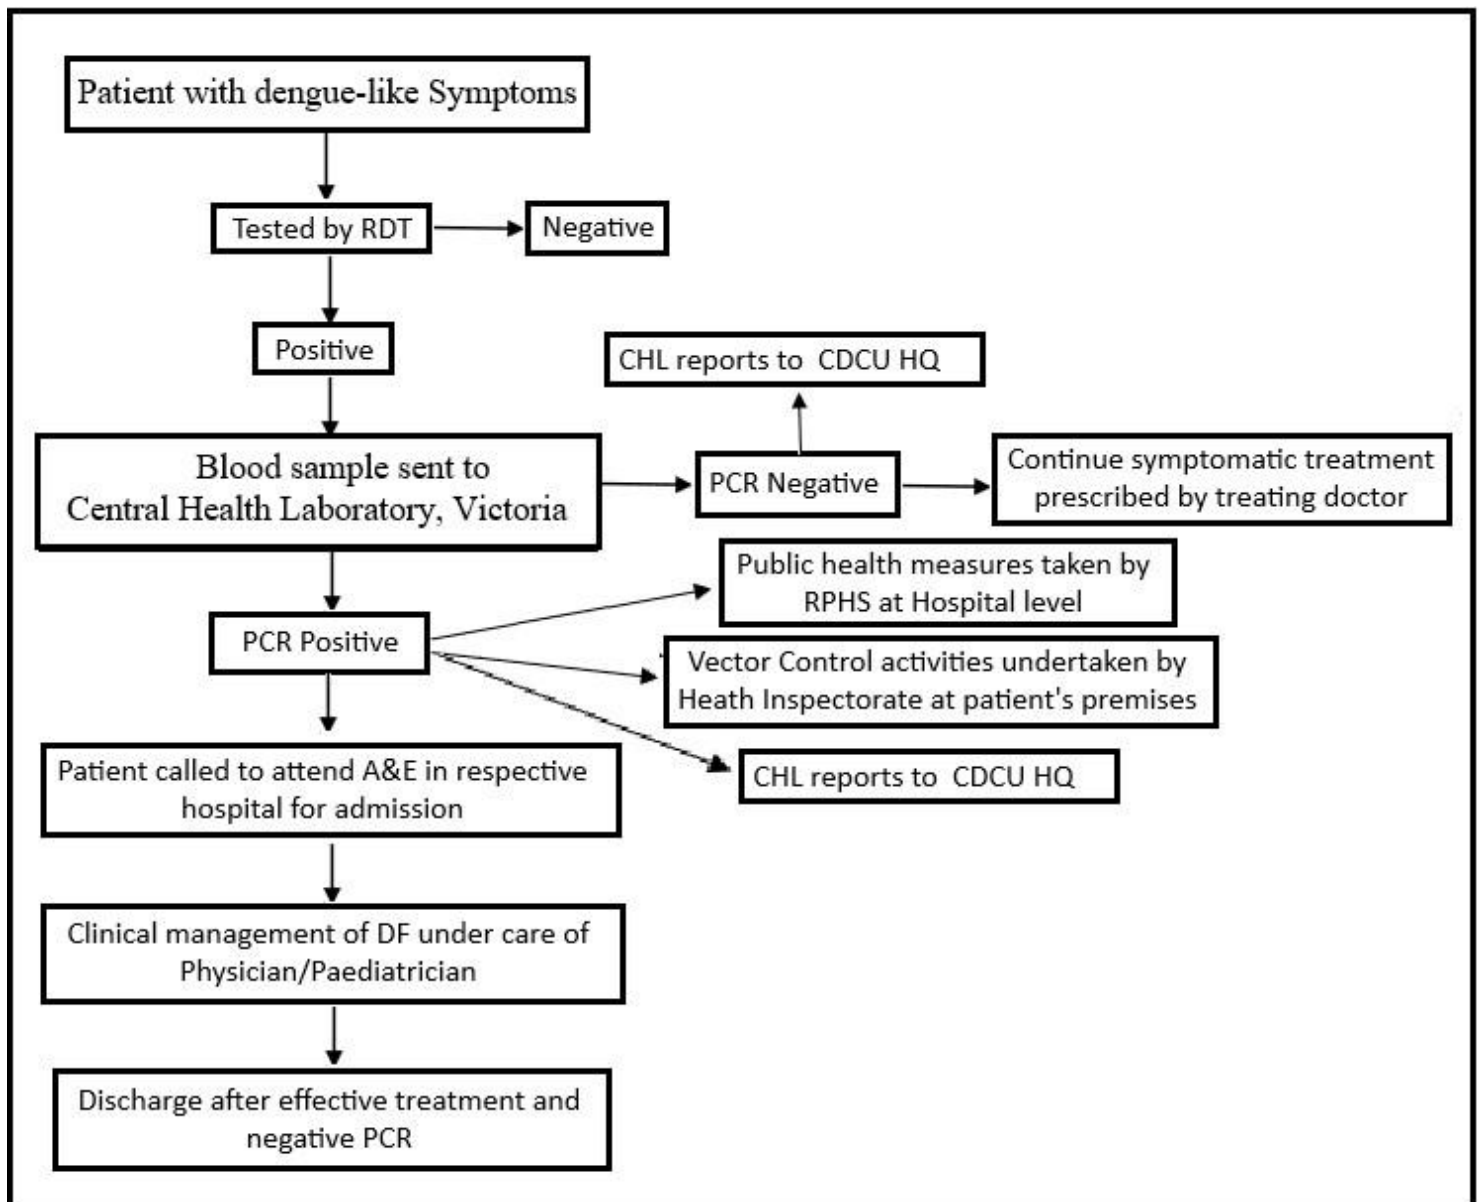 Patient with dengue-like Symptoms
Tested by RDT
Negative
Positive
CHL reports to CDCU HQ
Blood sample sent to
Central Health Laboratory, Victoria
PCR Negative
Continue symptomatic treatment
prescribed by treating doctor
Public health measures taken by
RPHS at Hospital level
PCR Positive
Vector Control activities undertaken by
Heath Inspectorate at patient's premises
CHL reports to CDCU HQ
Patient called to attend A&E in respective
hospital for admission
Clinical management of DF under care of
Physician/Paediatrician
Discharge after effective treatment and
negative PCR